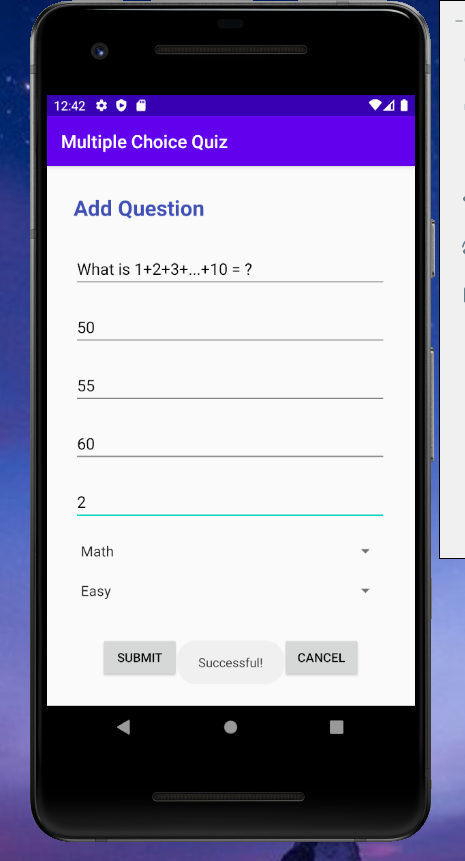 12:42
Multiple Choice Quiz
Add Question
What is 1+2+3+...+10 = ?
50
55
60
2
Math
Easy
SUBMIT
Successful!
CANCEL